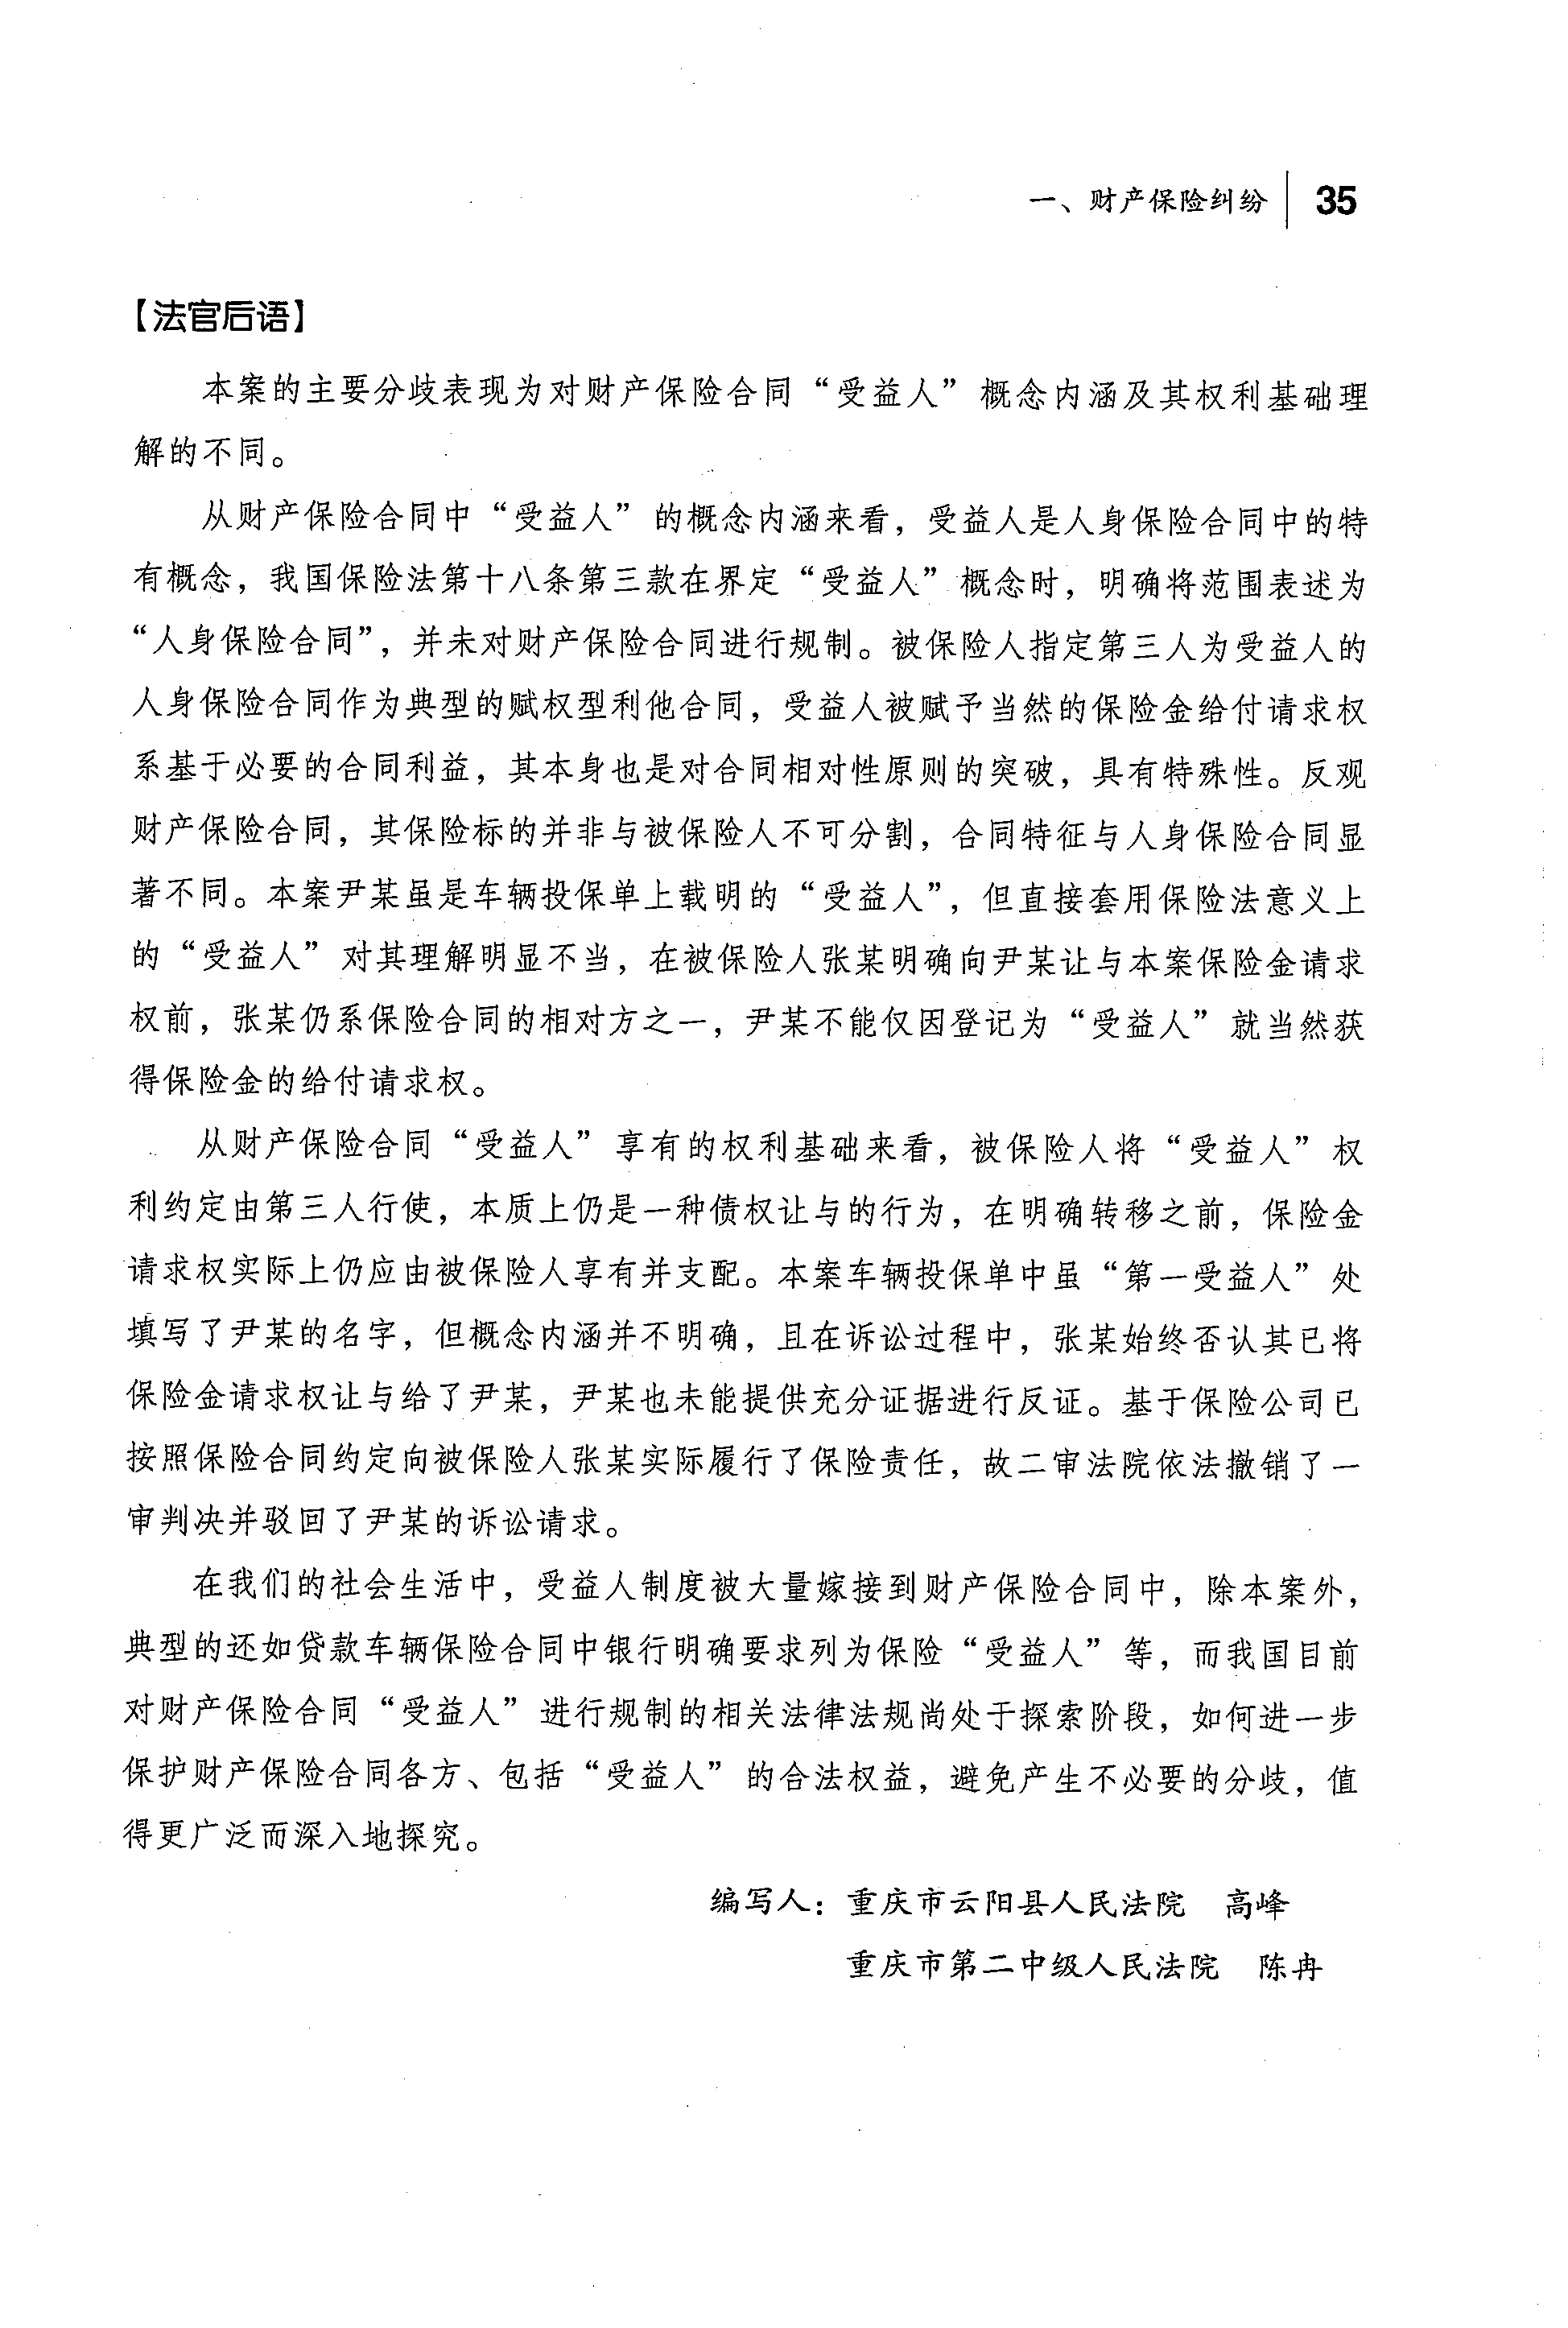 一、财产保险纠纷 35
【法官后语】
本案的主要分歧表现为对财产保险合同“受益人”概念内涵及其权利基础理
解的不同。
从财产保险合同中“受益人”的概念内涵来看，受益人是人身保险合同中的特
有概念，我国保险法第十八条第三款在界定“受益人”概念时，明确将范围表述为
“人身保险合同”，并未对财产保险合同进行规制。被保险人指定第三人为受益人的
人身保险合同作为典型的赋权型利他合同，受益人被赋予当然的保险金给付请求权
系基于必要的合同利益，其本身也是对合同相对性原则的突破，具有特殊性。反观
财产保险合同，其保险标的并非与被保险人不可分割，合同特征与人身保险合同显
著不同。本案尹某虽是车辆投保单上载明的“受益人”，但直接套用保险法意义上
的“受益人”对其理解明显不当，在被保险人张某明确向尹某让与本案保险金请求
权前，张某仍系保险合同的相对方之一，尹某不能仅因登记为“受益人”就当然获
得保险金的给付请求权。
从财产保险合同“受益人”享有的权利基础来看，被保险人将“受益人”权
利约定由第三人行使，本质上仍是一种债权让与的行为，在明确转移之前，保险金
请求权实际上仍应由被保险人享有并支配。本案车辆投保单中虽“第一受益人”处
填写了尹某的名字，但概念内涵并不明确，且在诉讼过程中，张某始终否认其已将
保险金请求权让与给了尹某，尹某也未能提供充分证据进行反证。基于保险公司已
按照保险合同约定向被保险人张某实际履行了保险责任，故二审法院依法撤销了一
审判决并驳回了尹某的诉讼请求。
在我们的社会生活中，受益人制度被大量嫁接到财产保险合同中，除本案外，
典型的还如贷款车辆保险合同中银行明确要求列为保险“受益人”等，而我国目前
对财产保险合同“受益人”进行规制的相关法律法规尚处于探索阶段，如何进一步
保护财产保险合同各方、包括“受益人”的合法权益，避免产生不必要的分歧，值
得更广泛而深入地探究。
编写人：重庆市云阳县人民法院 高峰
重庆市第二中级人民法院 陈冉